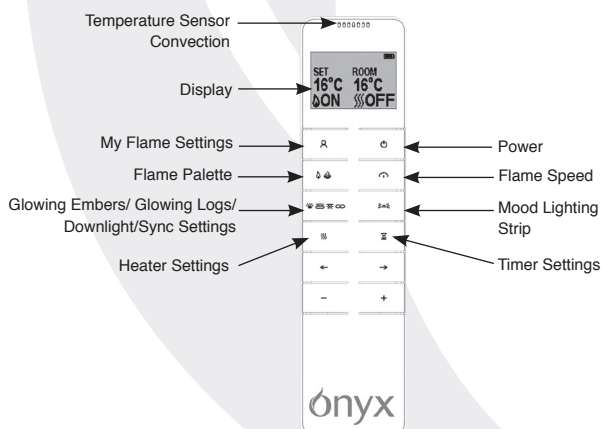 Temperature Sensor
Convection
Display
SET ROOM
16°C 16°C
ON OFF
My Flame Settings
Power
Flame Palette
Flame Speed
Glowing Embers/ Glowing Logs/
Downlight/Sync Settings
Mood Lighting
Strip
Heater Settings
Timer Settings
← →
− +
ónyx